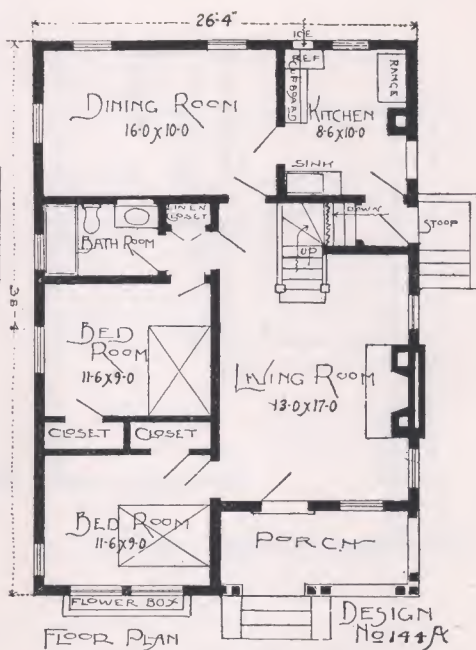 26'-4"
38'-4"
ICE
REF
CUPBOARD
RANGE
DINING ROOM
16-0 X 10-0
KITCHEN
8-6 X 10-0
SINK
LINEN
CLOSET
DOWN
STOOP
BATH ROOM
UP
BED
ROOM
11-6 X 9-0
LIVING ROOM
13-0 X 17-0
CLOSET
CLOSET
BED ROOM
11-6 X 9-0
PORCH
FLOWER BOX
FLOOR PLAN
DESIGN
No 144A